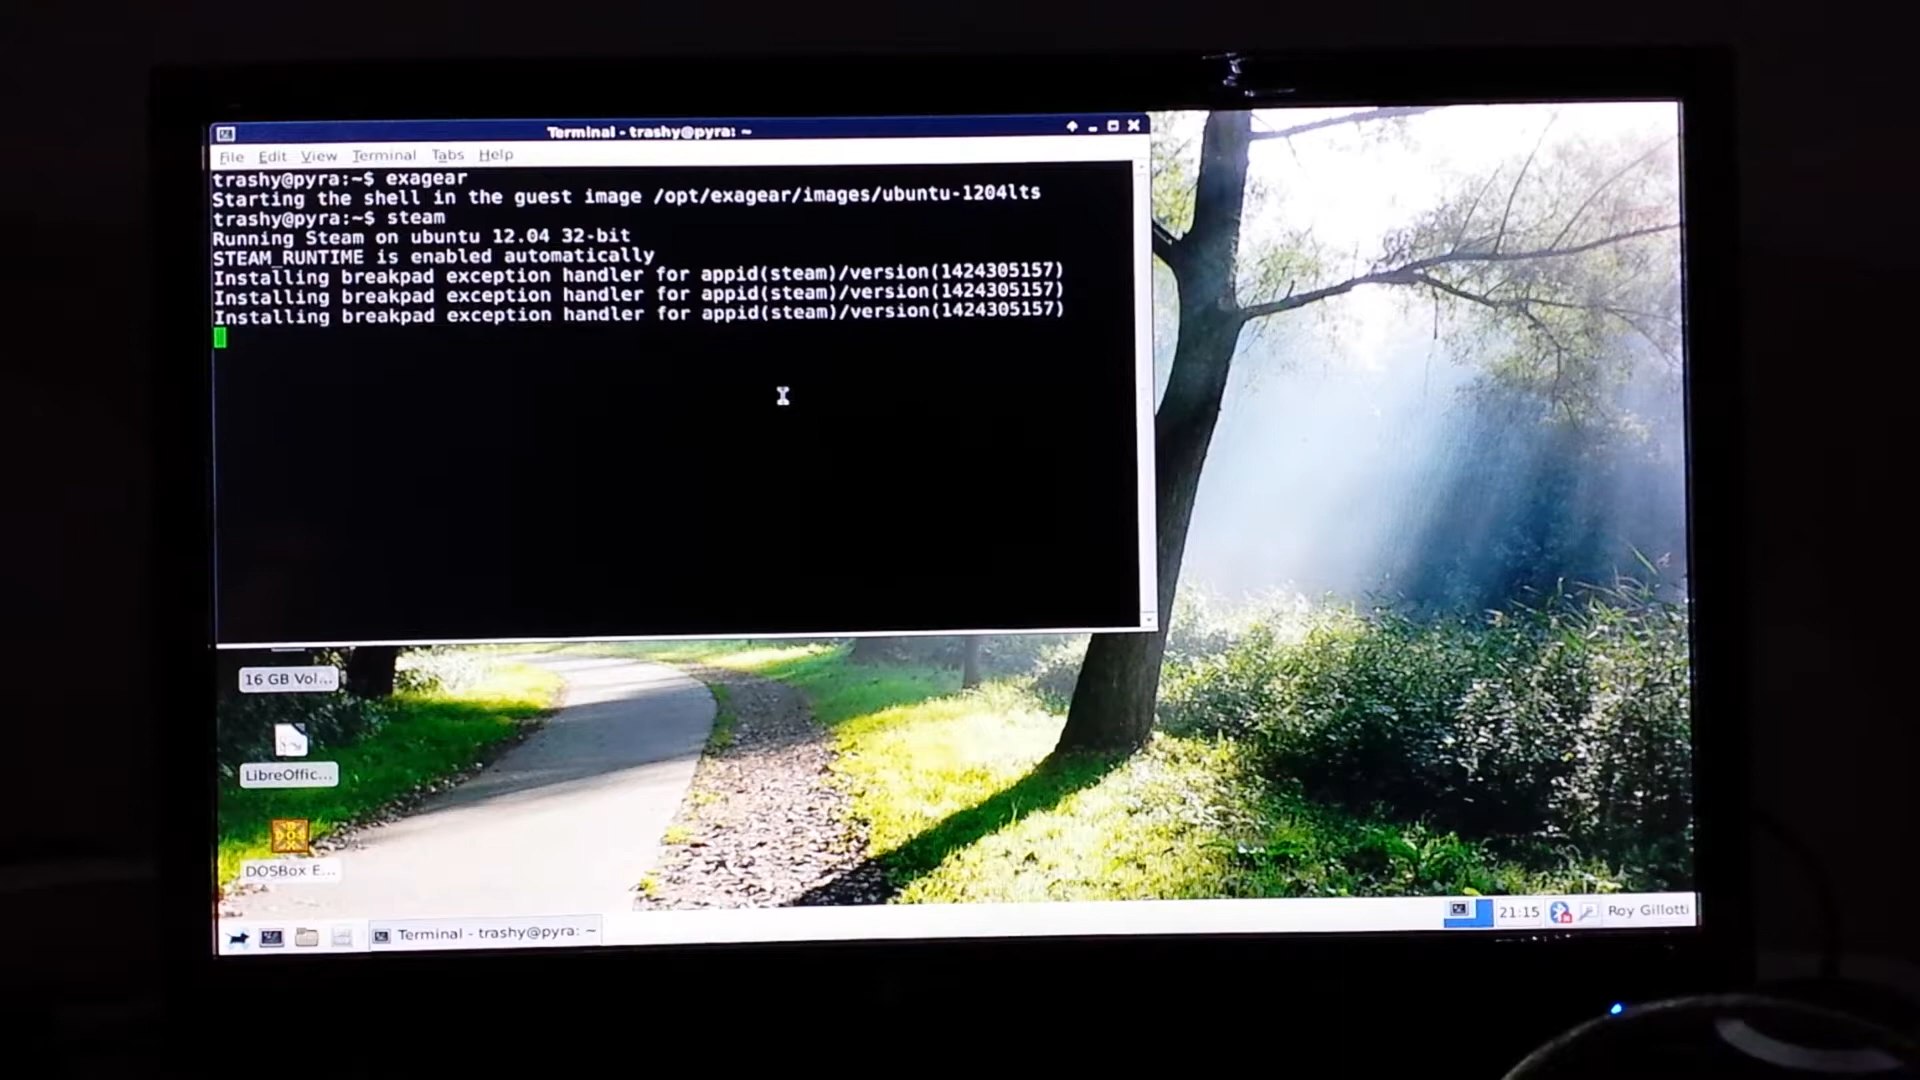 Terminal - trashy@pyra: ~
File Edit View Terminal Tabs Help
trashy@pyra:~$ exagear
Starting the shell in the guest image /opt/exagear/images/ubuntu-1204lts
trashy@pyra:~$ steam
Running Steam on ubuntu 12.04 32-bit
STEAM_RUNTIME is enabled automatically
Installing breakpad exception handler for appid(steam)/version(1424305157)
Installing breakpad exception handler for appid(steam)/version(1424305157)
Installing breakpad exception handler for appid(steam)/version(1424305157)
16 GB Vol...
LibreOffic...
DOSBox E...
Terminal - trashy@pyra: ~
21:15
Roy Gillotti